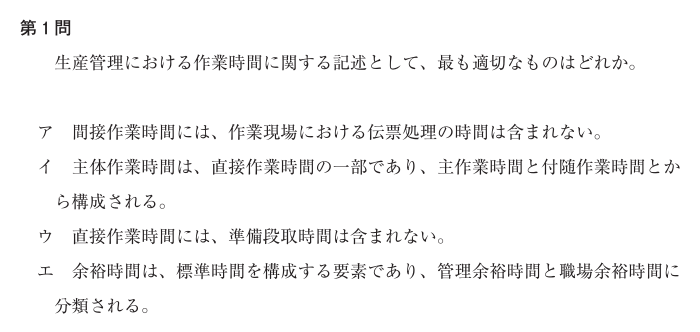 第1問
生産管理における作業時間に関する記述として、最も適切なものはどれか。
ア　間接作業時間には、作業現場における伝票処理の時間は含まれない。
イ　主体作業時間は、直接作業時間の一部であり、主作業時間と付随作業時間とか
ら構成される。
ウ　直接作業時間には、準備段取時間は含まれない。
エ　余裕時間は、標準時間を構成する要素であり、管理余裕時間と職場余裕時間に
分類される。